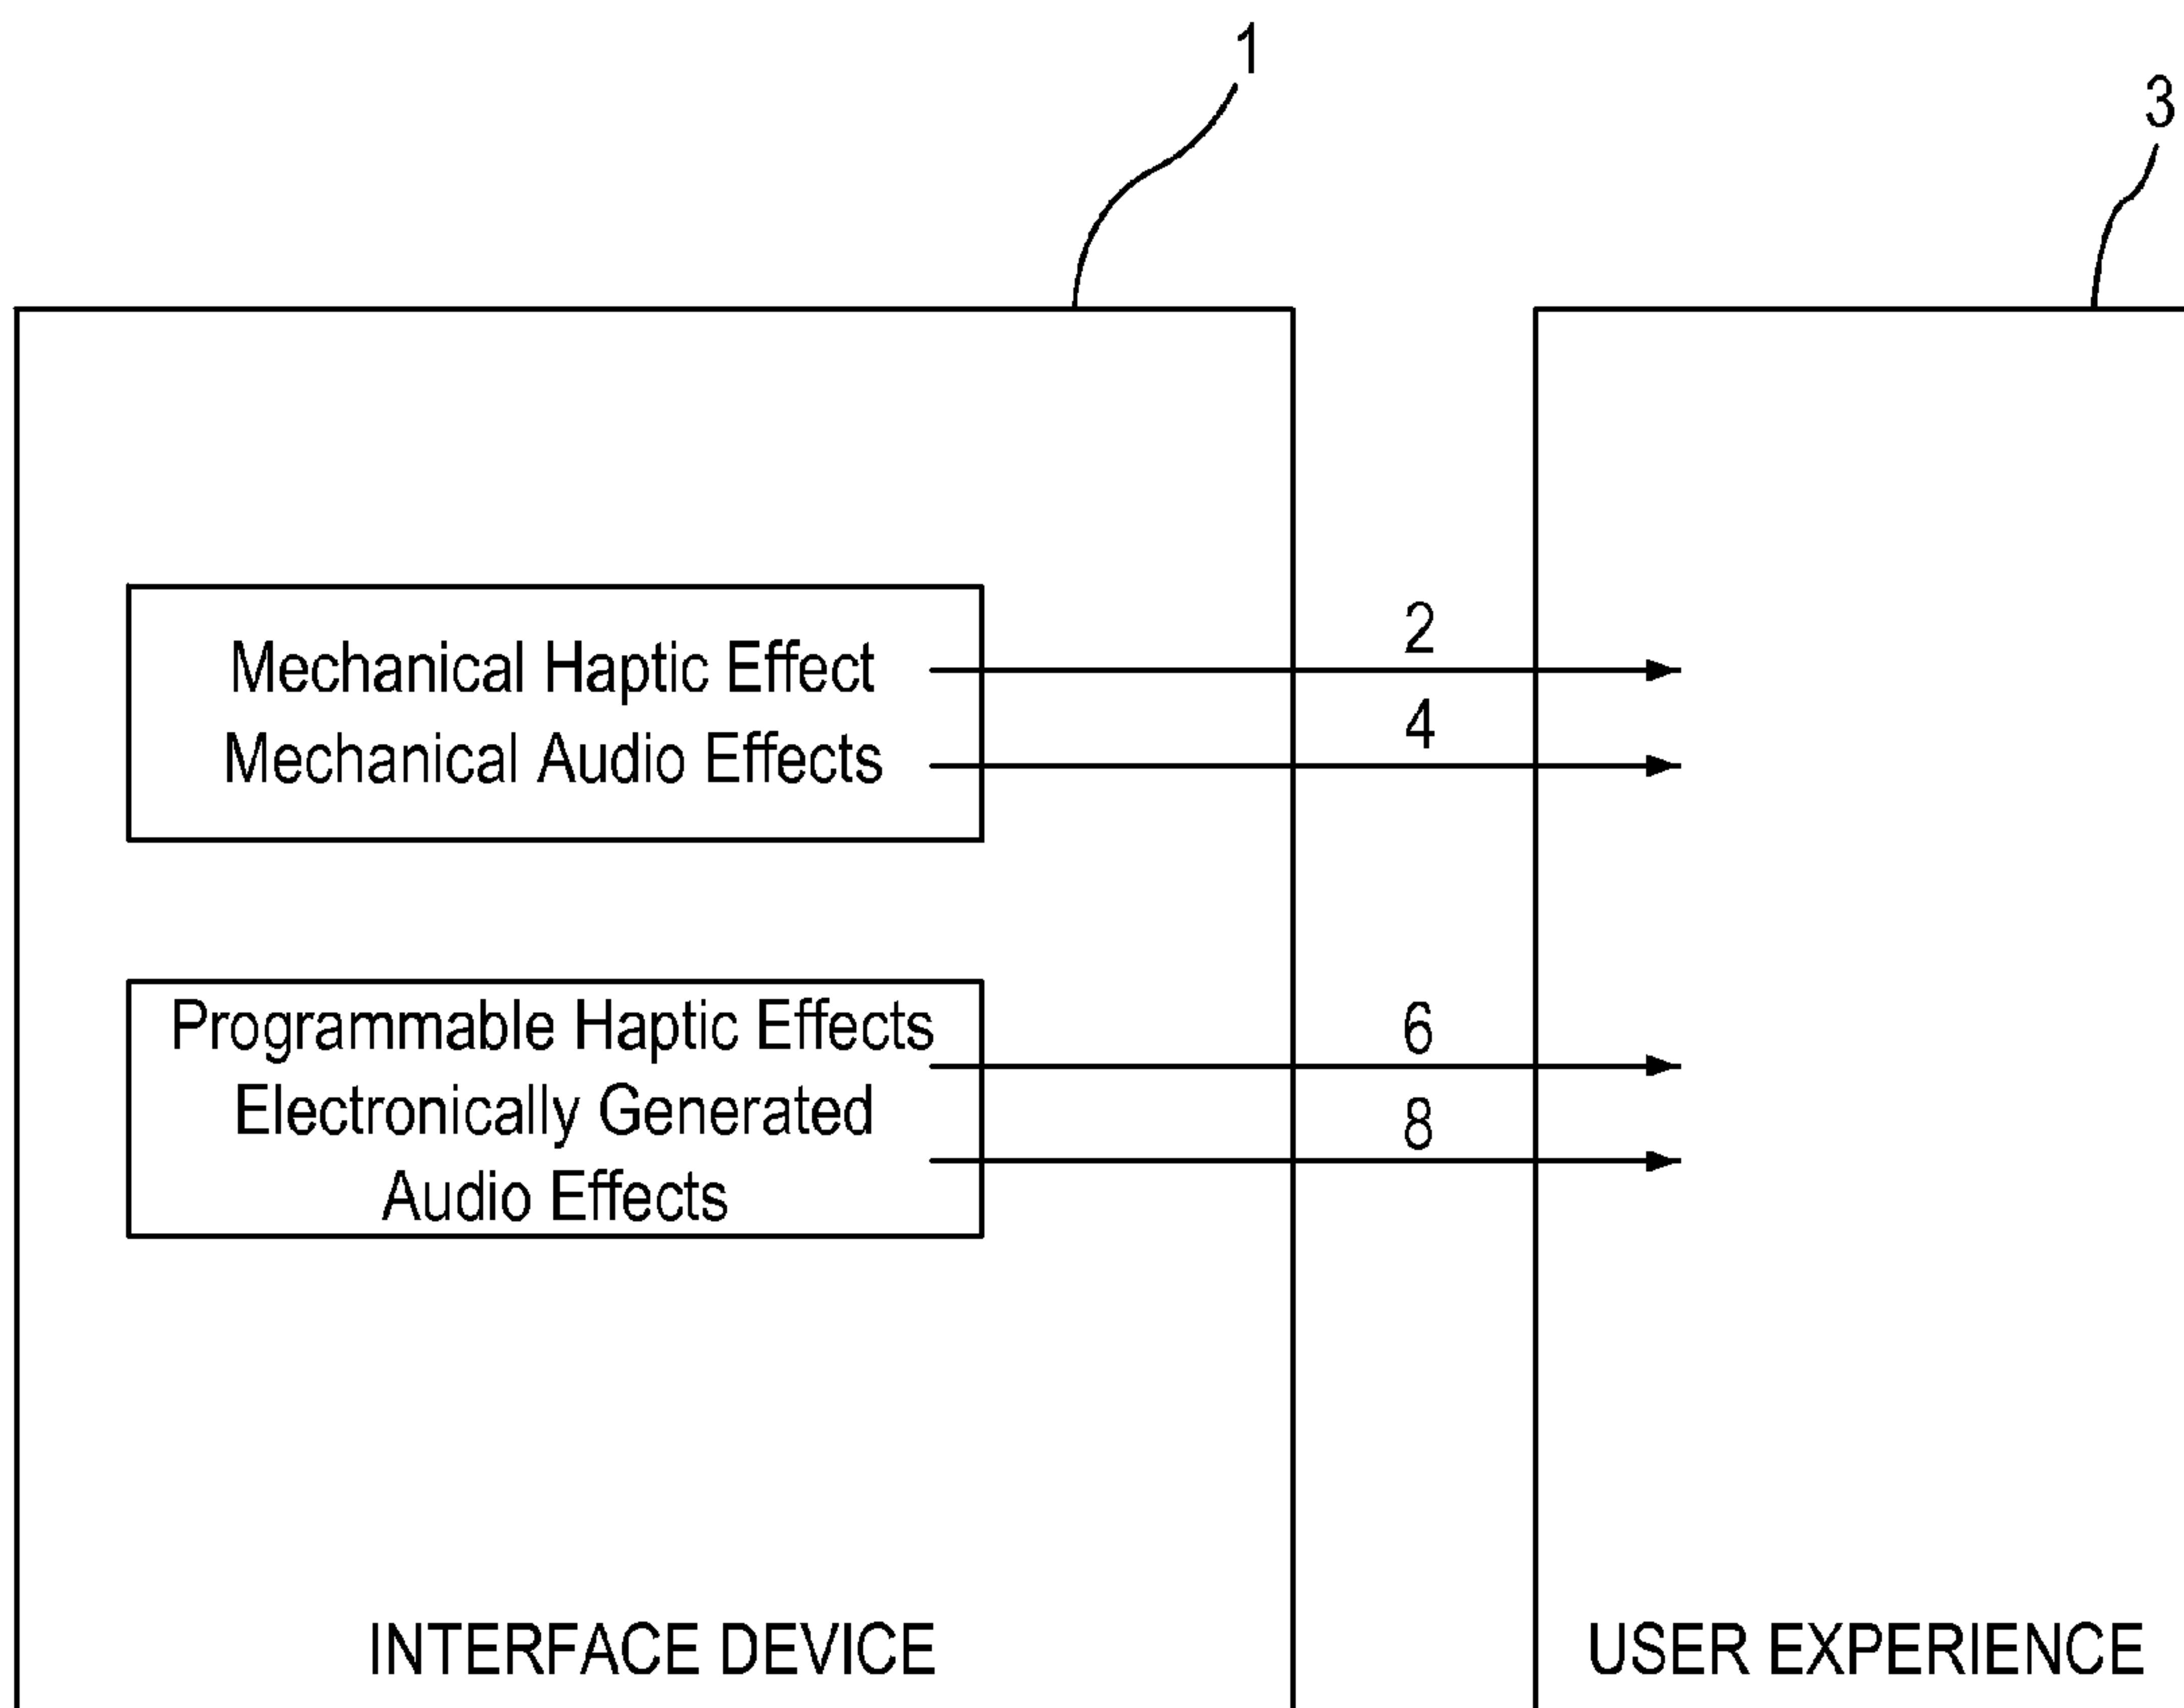 1
3
Mechanical Haptic Effect
2
Mechanical Audio Effects
4
Programmable Haptic Effects
6
Electronically Generated
Audio Effects
8
INTERFACE DEVICE
USER EXPERIENCE